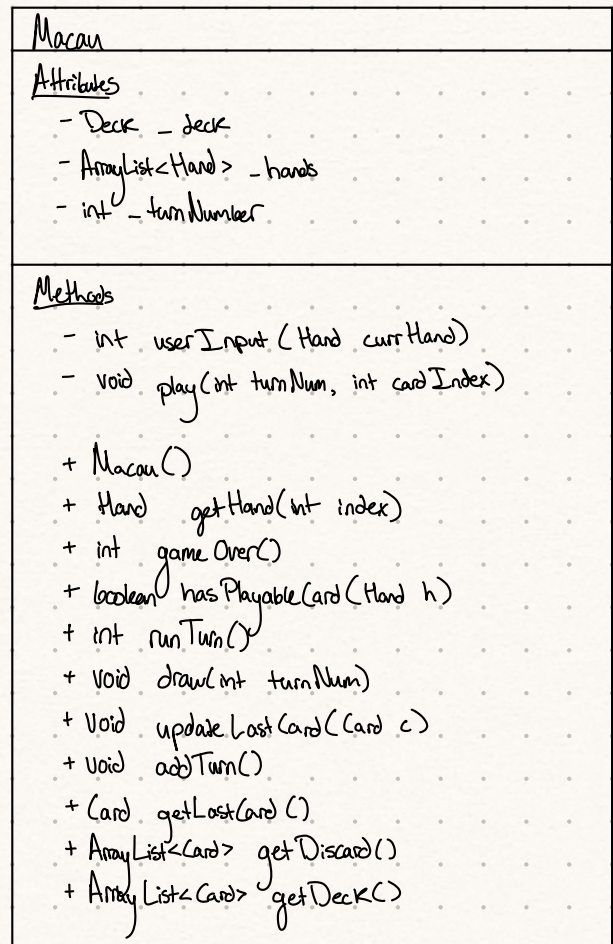 Macau
Attributes
- Deck _deck
- ArrayList<Hand> _hands
- int _turnNumber
Methods
- int userInput (Hand currHand)
- void play(int turnNum, int cardIndex)
+ Macau()
+ Hand getHand(int index)
+ int gameOver()
+ boolean hasPlayableCard(Hand h)
+ int runTurn()
+ void draw(int turnNum)
+ void updateLastCard(Card c)
+ void addTurn()
+ Card getLastCard()
+ ArrayList<Card> getDiscard()
+ ArrayList<Card> getDeck()